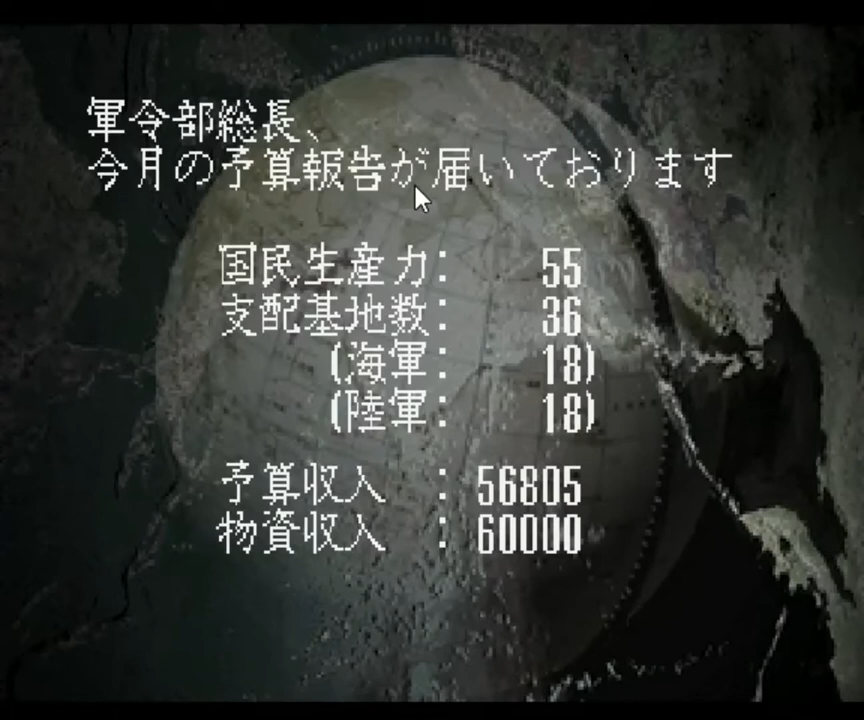 軍令部総長、
今月の予算報告が届いております
国民生産力： 55
支配基地数： 36
(海軍： 18)
(陸軍： 18)
予算収入 ： 56805
物資収入 ： 60000